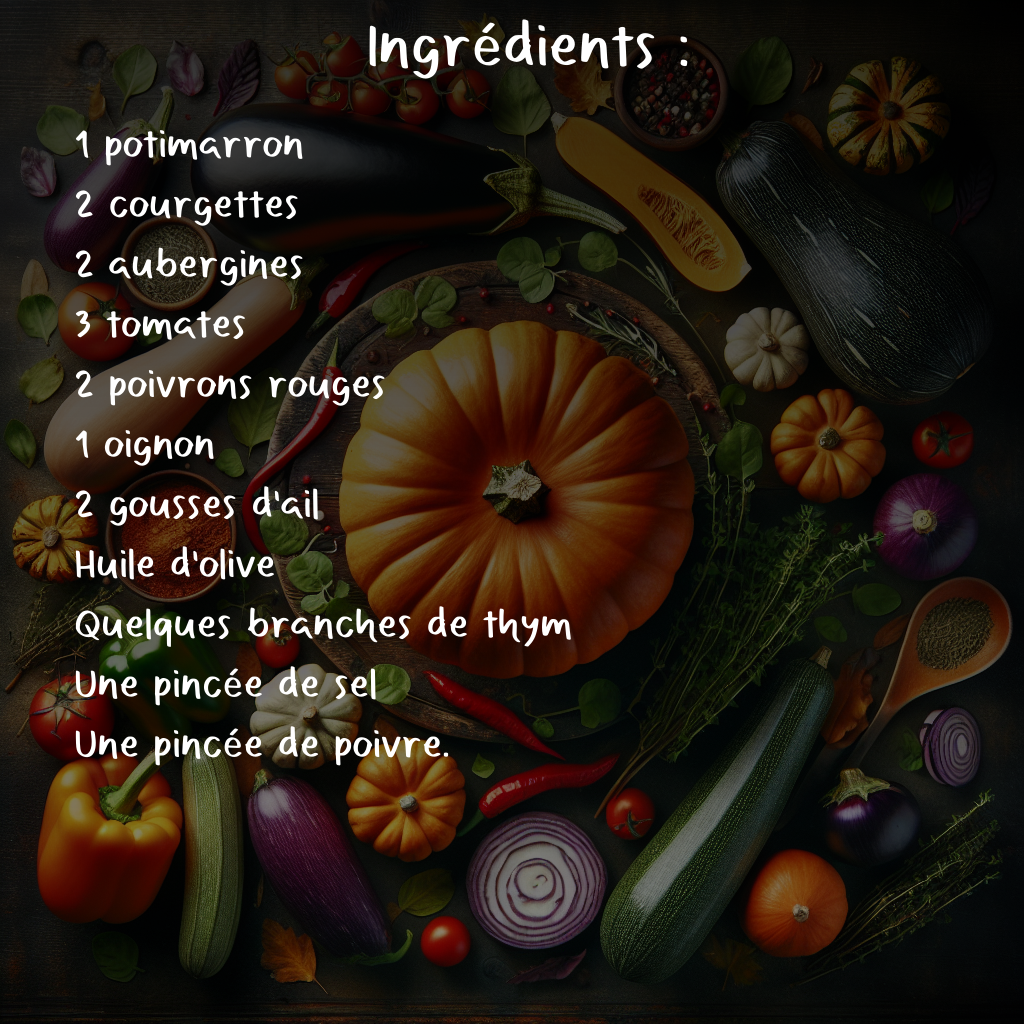 Ingrédients :
1 potimarron
2 courgettes
2 aubergines
3 tomates
2 poivrons rouges
1 oignon
2 gousses d'ail
Huile d'olive
Quelques branches de thym
Une pincée de sel
Une pincée de poivre.